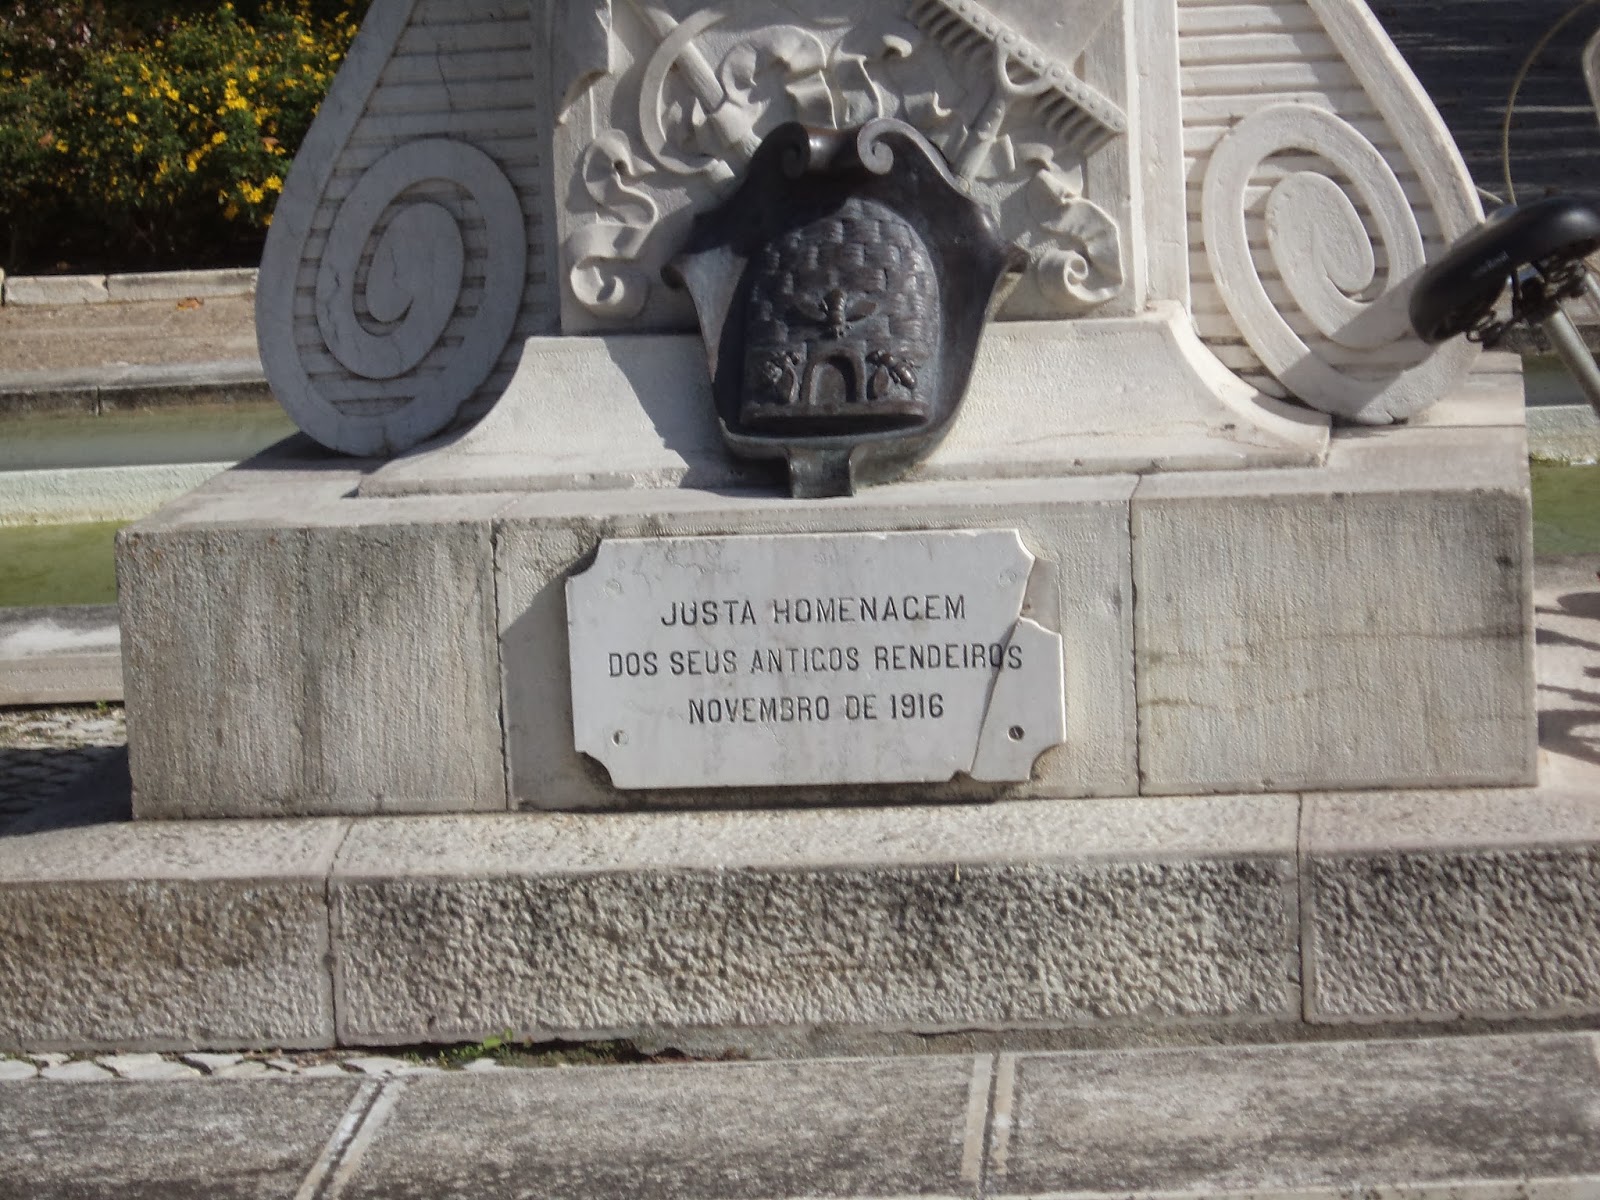 JUSTA HOMENAGEM
DOS SEUS ANTIGOS RENDEIROS
NOVEMBRO DE 1916